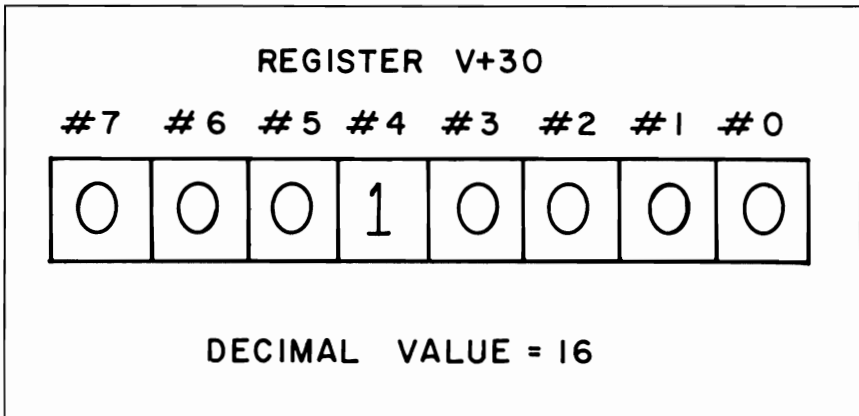 REGISTER V+30
#7 #6 #5 #4 #3 #2 #1 #0
0 0 0 1 0 0 0 0
DECIMAL VALUE = 16